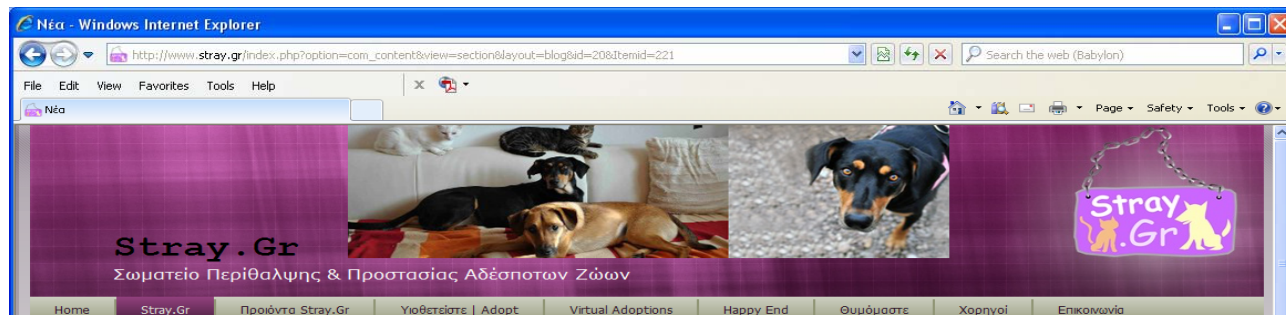 Νέα - Windows Internet Explorer
http://www.stray.gr/index.php?option=com_content&view=section&layout=blog&id=20&Itemid=221
Search the web (Babylon)
File Edit View Favorites Tools Help
x
Νέα
Page Safety Tools
Stray.Gr
Stray.Gr
Σωματείο Περίθαλψης & Προστασίας Αδέσποτων Ζώων
Home Stray.Gr Προιόντα Stray.Gr Υιοθετείστε | Adopt Virtual Adoptions Happy End Θυμόμαστε Χορηγοί Επικοινωνία